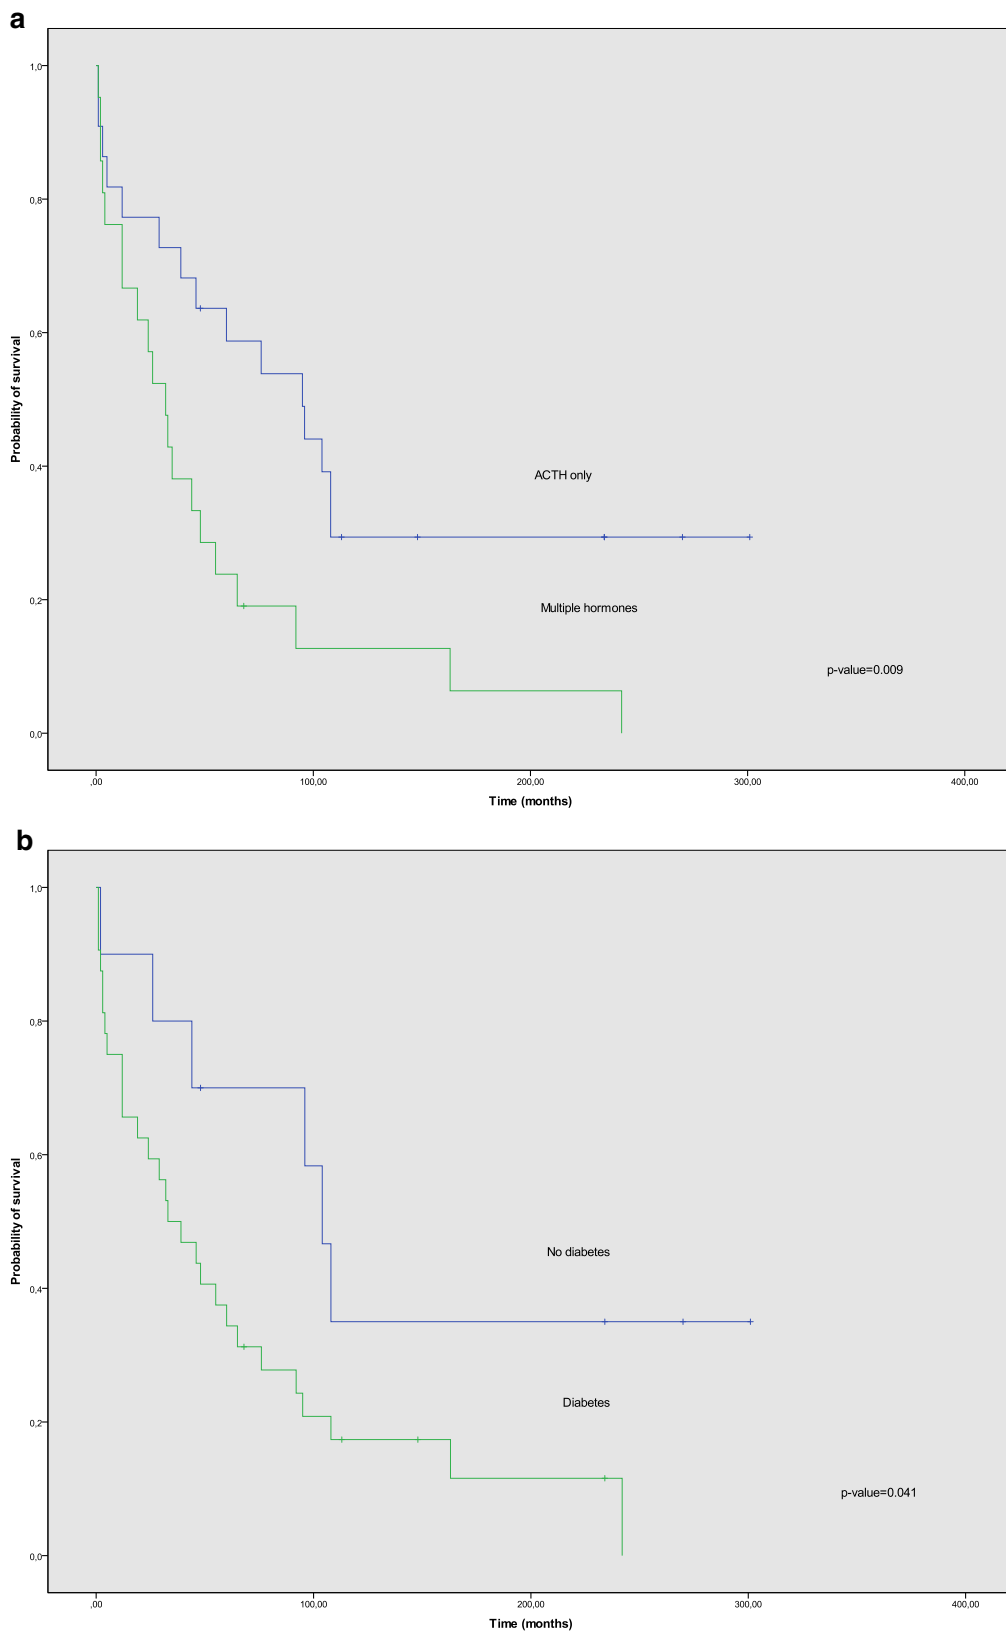 a
1,0
0,8
0,6
0,4
0,2
0,0
Probability of survival
ACTH only
Multiple hormones
p-value=0.009
,00 100,00 200,00 300,00 400,00
Time (months)
b
1,0
0,8
0,6
0,4
0,2
0,0
Probability of survival
No diabetes
Diabetes
p-value=0.041
,00 100,00 200,00 300,00 400,00
Time (months)